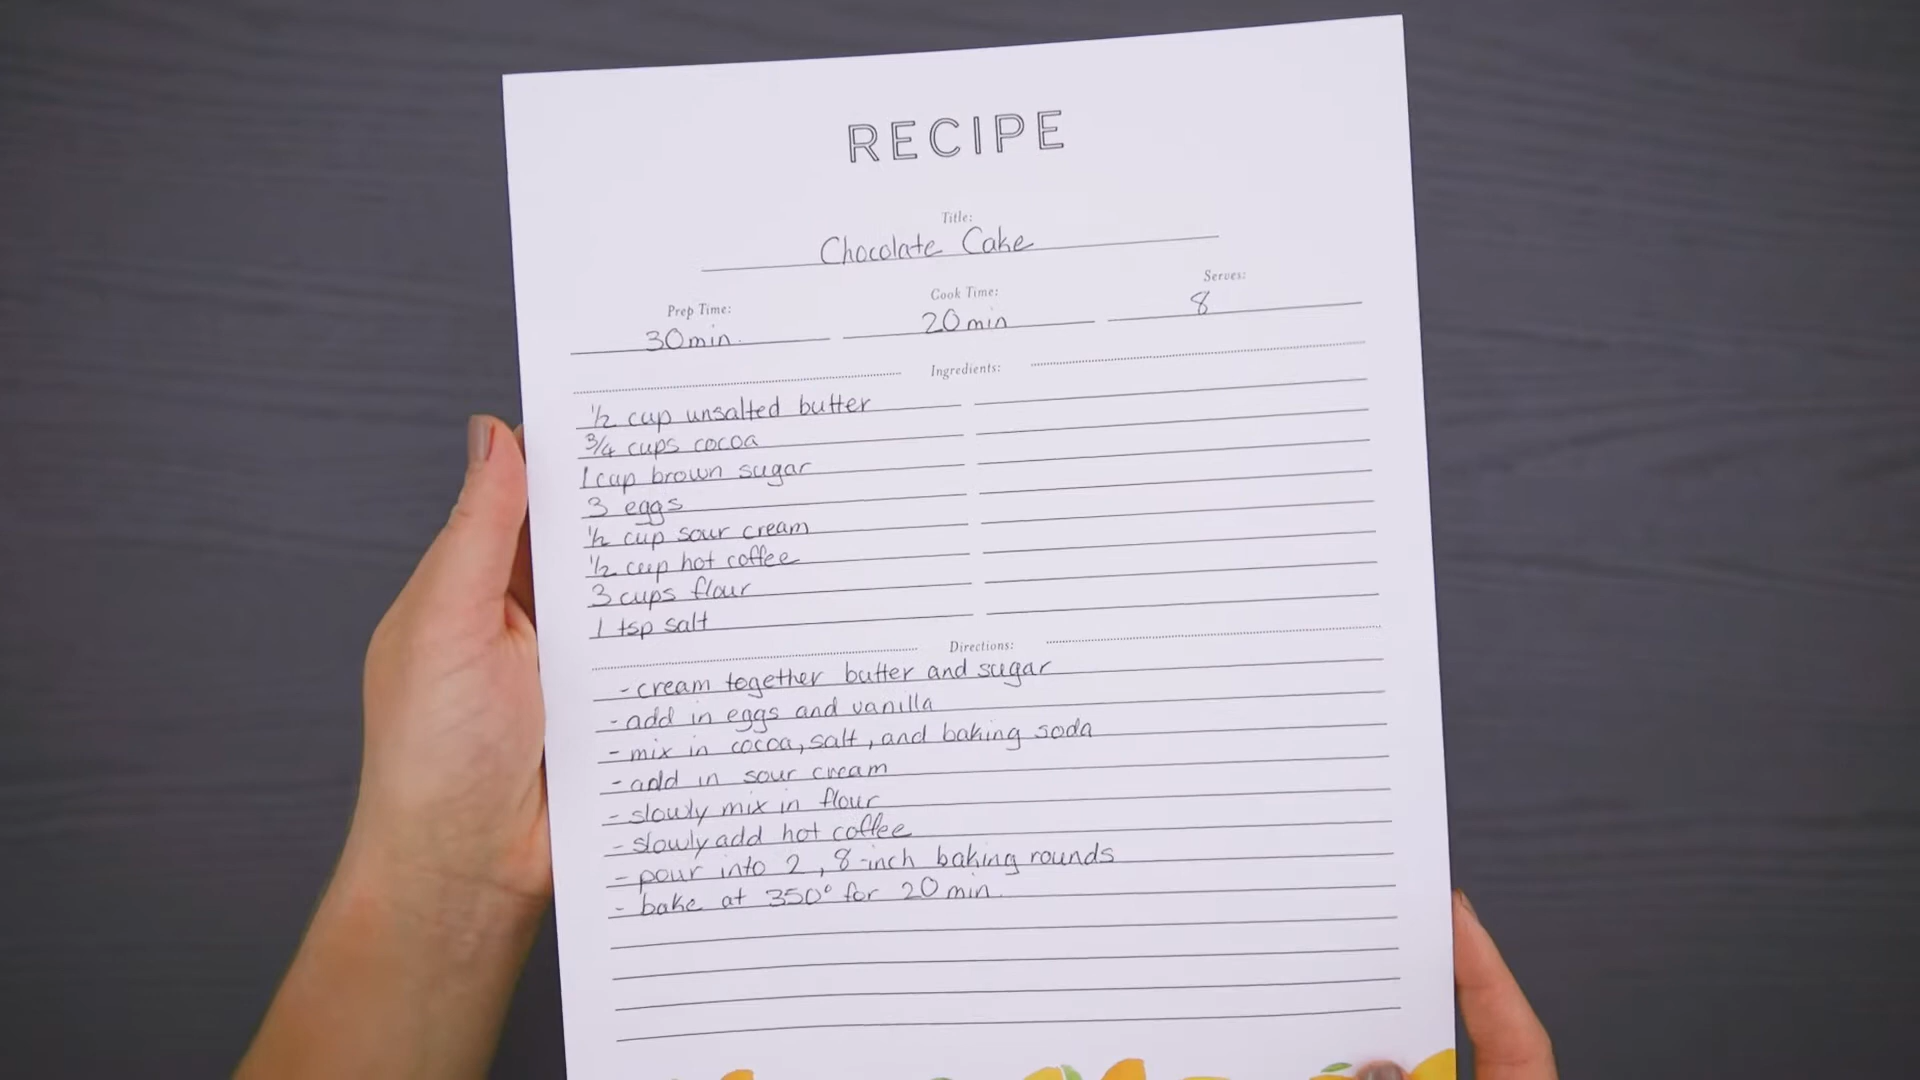 RECIPE
Title:
Chocolate Cake
Prep Time: Cook Time: Serves:
30min. 20min 8
Ingredients:
1/2 cup unsalted butter
3/4 cups cocoa
1 cup brown sugar
3 eggs
1/2 cup sour cream
1/2 cup hot coffee
3 cups flour
1 tsp salt
Directions:
- cream together butter and sugar
- add in eggs and vanilla
- mix in cocoa, salt, and baking soda
- add in sour cream
- slowly mix in flour
- slowly add hot coffee
- pour into 2, 8-inch baking rounds
- bake at 350° for 20 min.